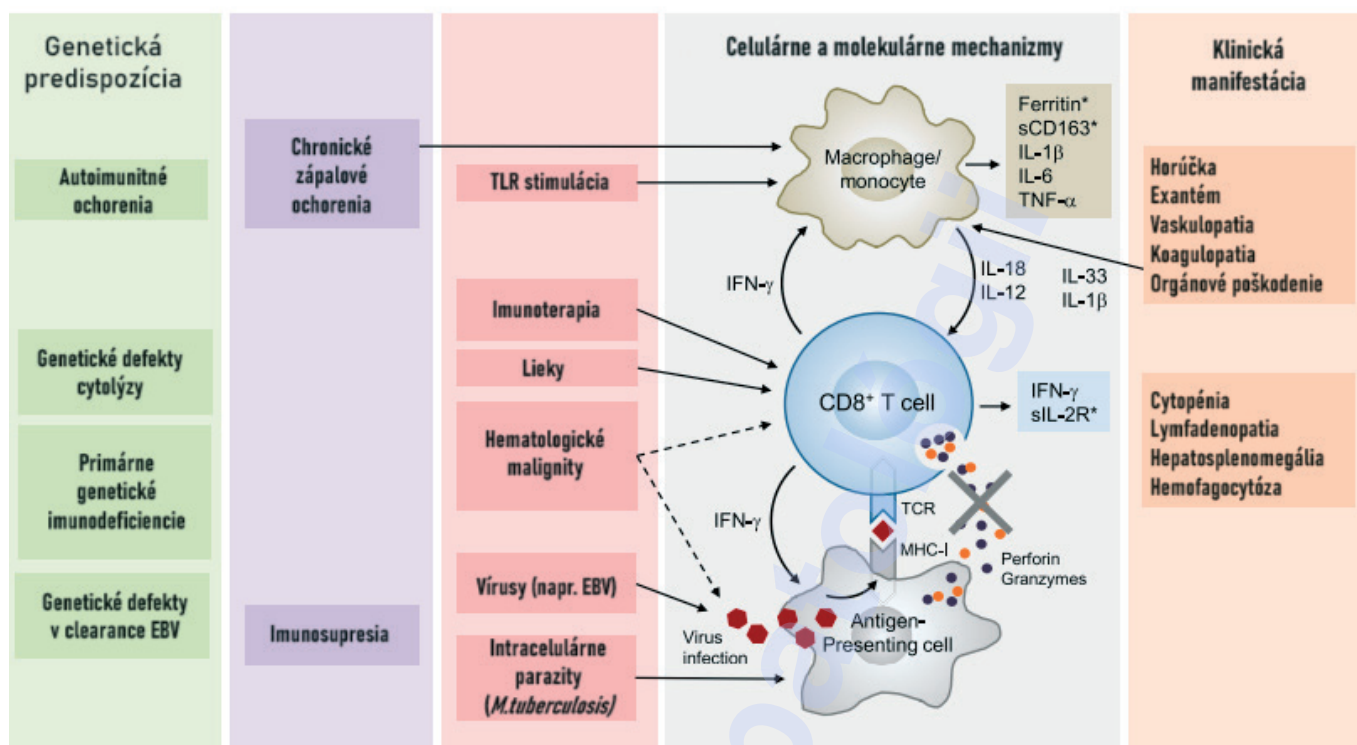 Genetická
predispozícia
Autoimunitné
ochorenia
Genetické defekty
cytolýzy
Primárne
genetické
imunodeficiencie
Genetické defekty
v clearance EBV
Chronické
zápalové
ochorenia
Imunosupresia
TLR stimulácia
Imunoterapia
Lieky
Hematologické
malignity
Vírusy (napr. EBV)
Intracelulárne
parazity
(M.tuberculosis)
Celulárne a molekulárne mechanizmy
Macrophage/
monocyte
Ferritin*
sCD163*
IL-1β
IL-6
TNF-α
IFN-γ
IL-18
IL-12
IL-33
IL-1β
CD8+ T cell
IFN-γ
sIL-2R*
IFN-γ
TCR
MHC-I
Perforin
Granzymes
Virus
infection
Antigen-
Presenting cell
Klinická
manifestácia
Horúčka
Exantém
Vaskulopatia
Koagulopatia
Orgánové poškodenie
Cytopénia
Lymfadenopatia
Hepatosplenomegália
Hemofagocytóza